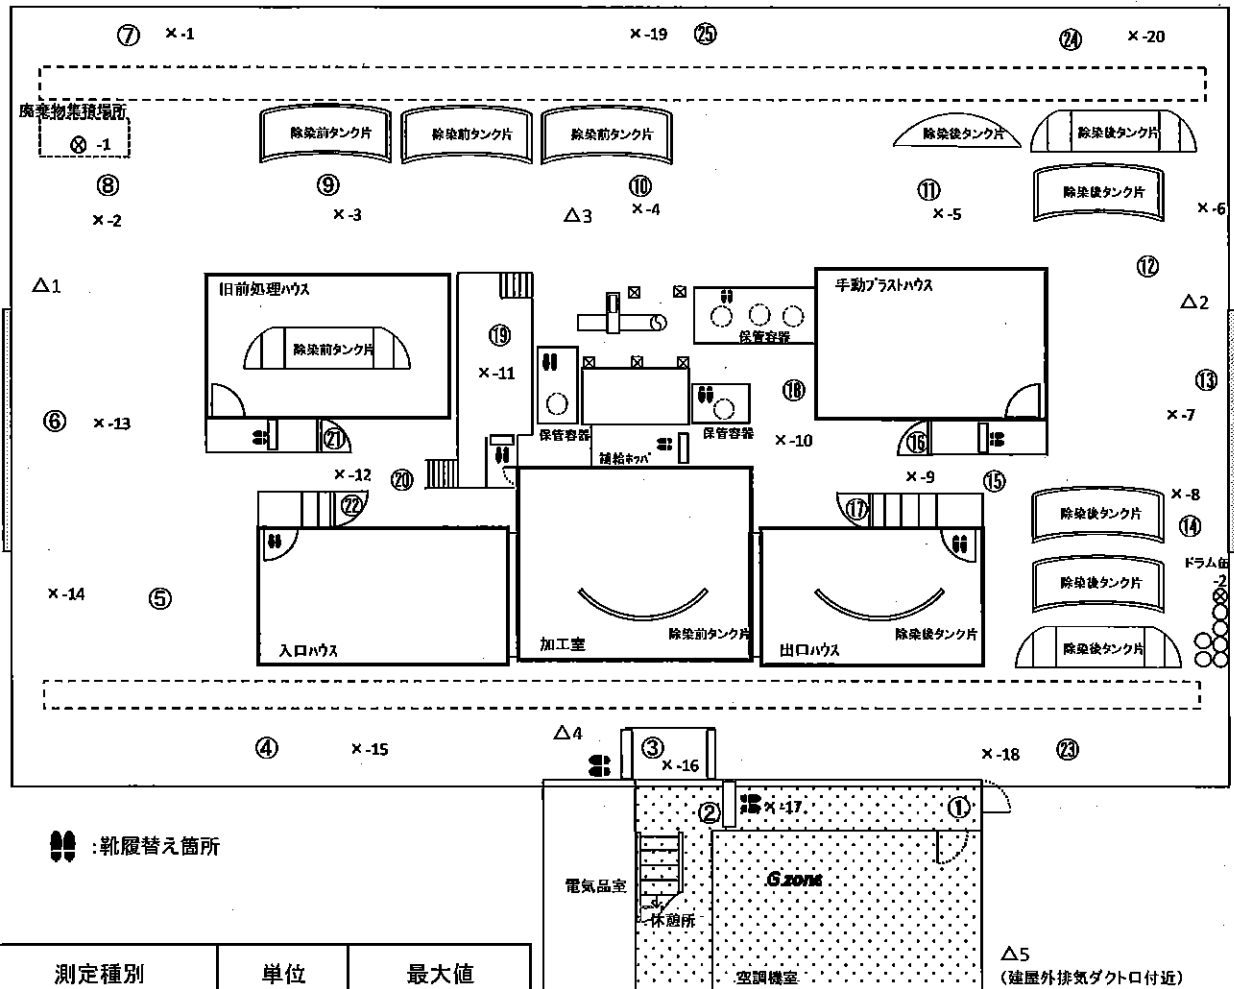 ⑦ ×-1 ×-19 ㉕ ㉔ ×-20
廃棄物集積場所
⊗ -1
除染前タンク片 除染前タンク片 除染前タンク片 除染後タンク片 除染後タンク片
⑧ ⑨ ⑩ ⑪ 除染後タンク片
×-2 ×-3 △3 ×-4 ×-5 ×-6
⑫
△1 旧前処理ハウス 手動ブラストハウス △2
⑲ 保管容器
除染前タンク片
×-11 ⑱ ⑬
⑥ ×-13 ×-7
㉑ 保管容器 保管容器 ×-10 ⑯
補給ホッパ
×-12 ⑳ ×-9 ⑮
㉒ ⑰ ×-8
除染後タンク片 ⑭
ドラム缶
-2
除染後タンク片
×-14 ⑤
入口ハウス 加工室 除染前タンク片 出口ハウス 除染後タンク片 除染後タンク片
④ ×-15 △4 ③ ×-16 ×-18 ㉓
② ×-17 ①
:靴履替え箇所
電気品室 G zone
休憩所
空調機室
△5
(建屋外排気ダクト口付近)
測定種別 単位 最大値